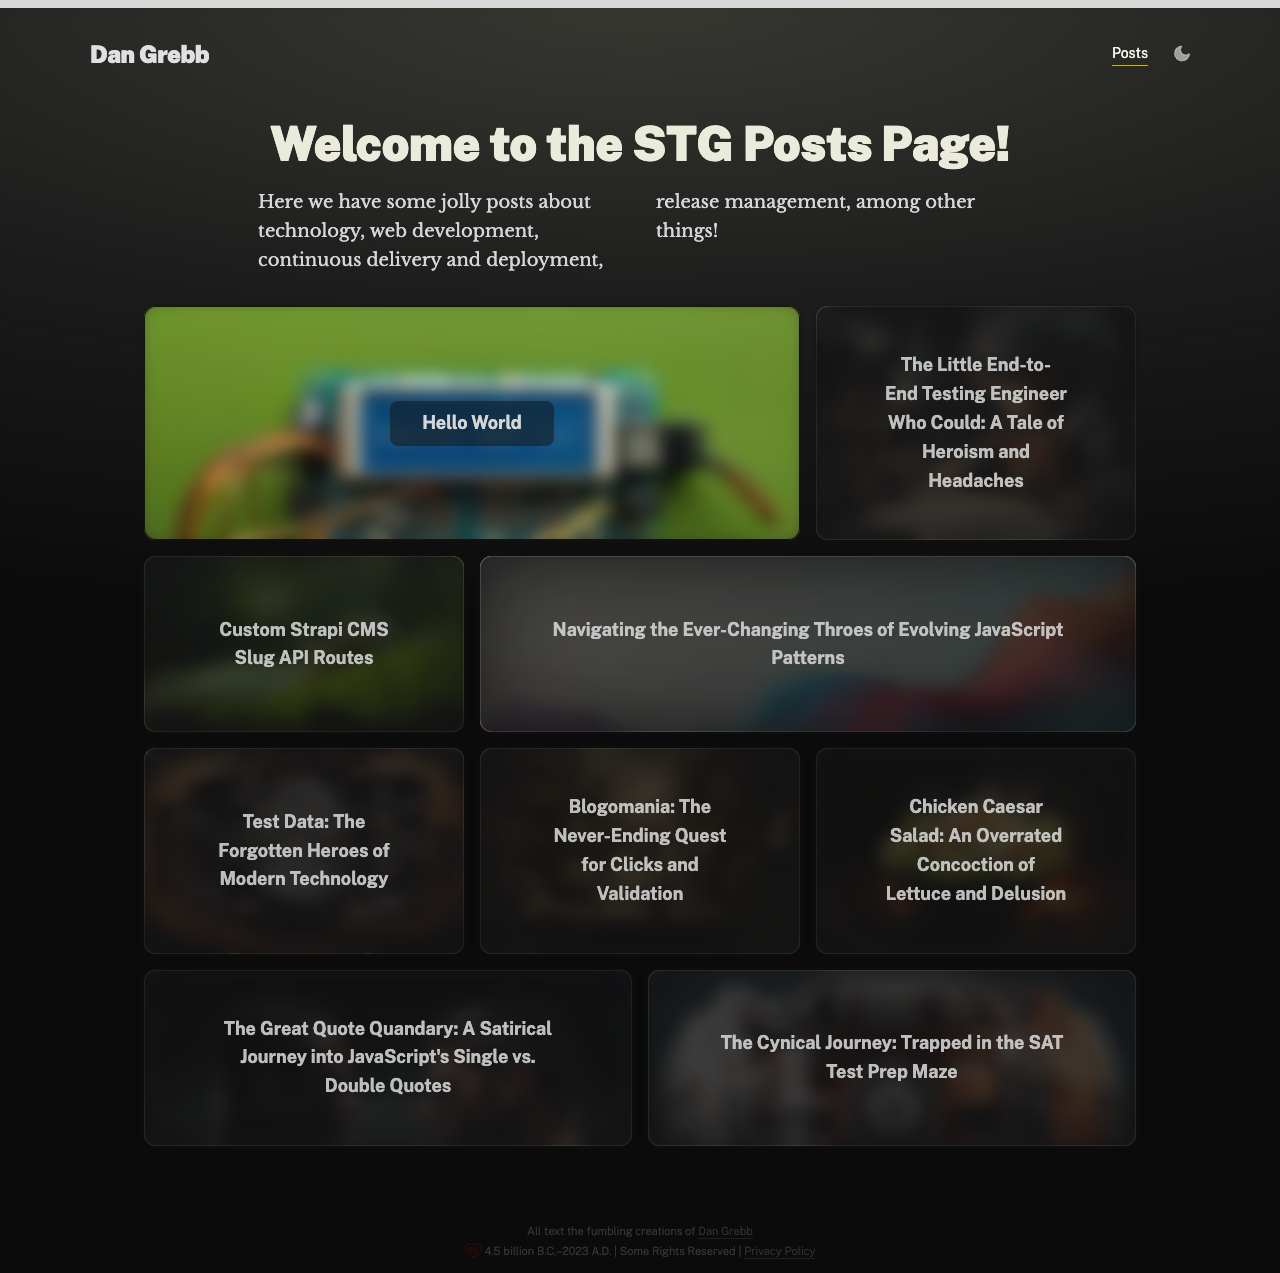 Dan Grebb
Posts
Welcome to the STG Posts Page!
Here we have some jolly posts about
technology, web development,
continuous delivery and deployment,
release management, among other
things!
Hello World
The Little End-to-
End Testing Engineer
Who Could: A Tale of
Heroism and
Headaches
Custom Strapi CMS
Slug API Routes
Navigating the Ever-Changing Throes of Evolving JavaScript
Patterns
Test Data: The
Forgotten Heroes of
Modern Technology
Blogomania: The
Never-Ending Quest
for Clicks and
Validation
Chicken Caesar
Salad: An Overrated
Concoction of
Lettuce and Delusion
The Great Quote Quandary: A Satirical
Journey into JavaScript's Single vs.
Double Quotes
The Cynical Journey: Trapped in the SAT
Test Prep Maze
All text the fumbling creations of Dan Grebb
4.5 billion B.C.–2023 A.D. | Some Rights Reserved | Privacy Policy